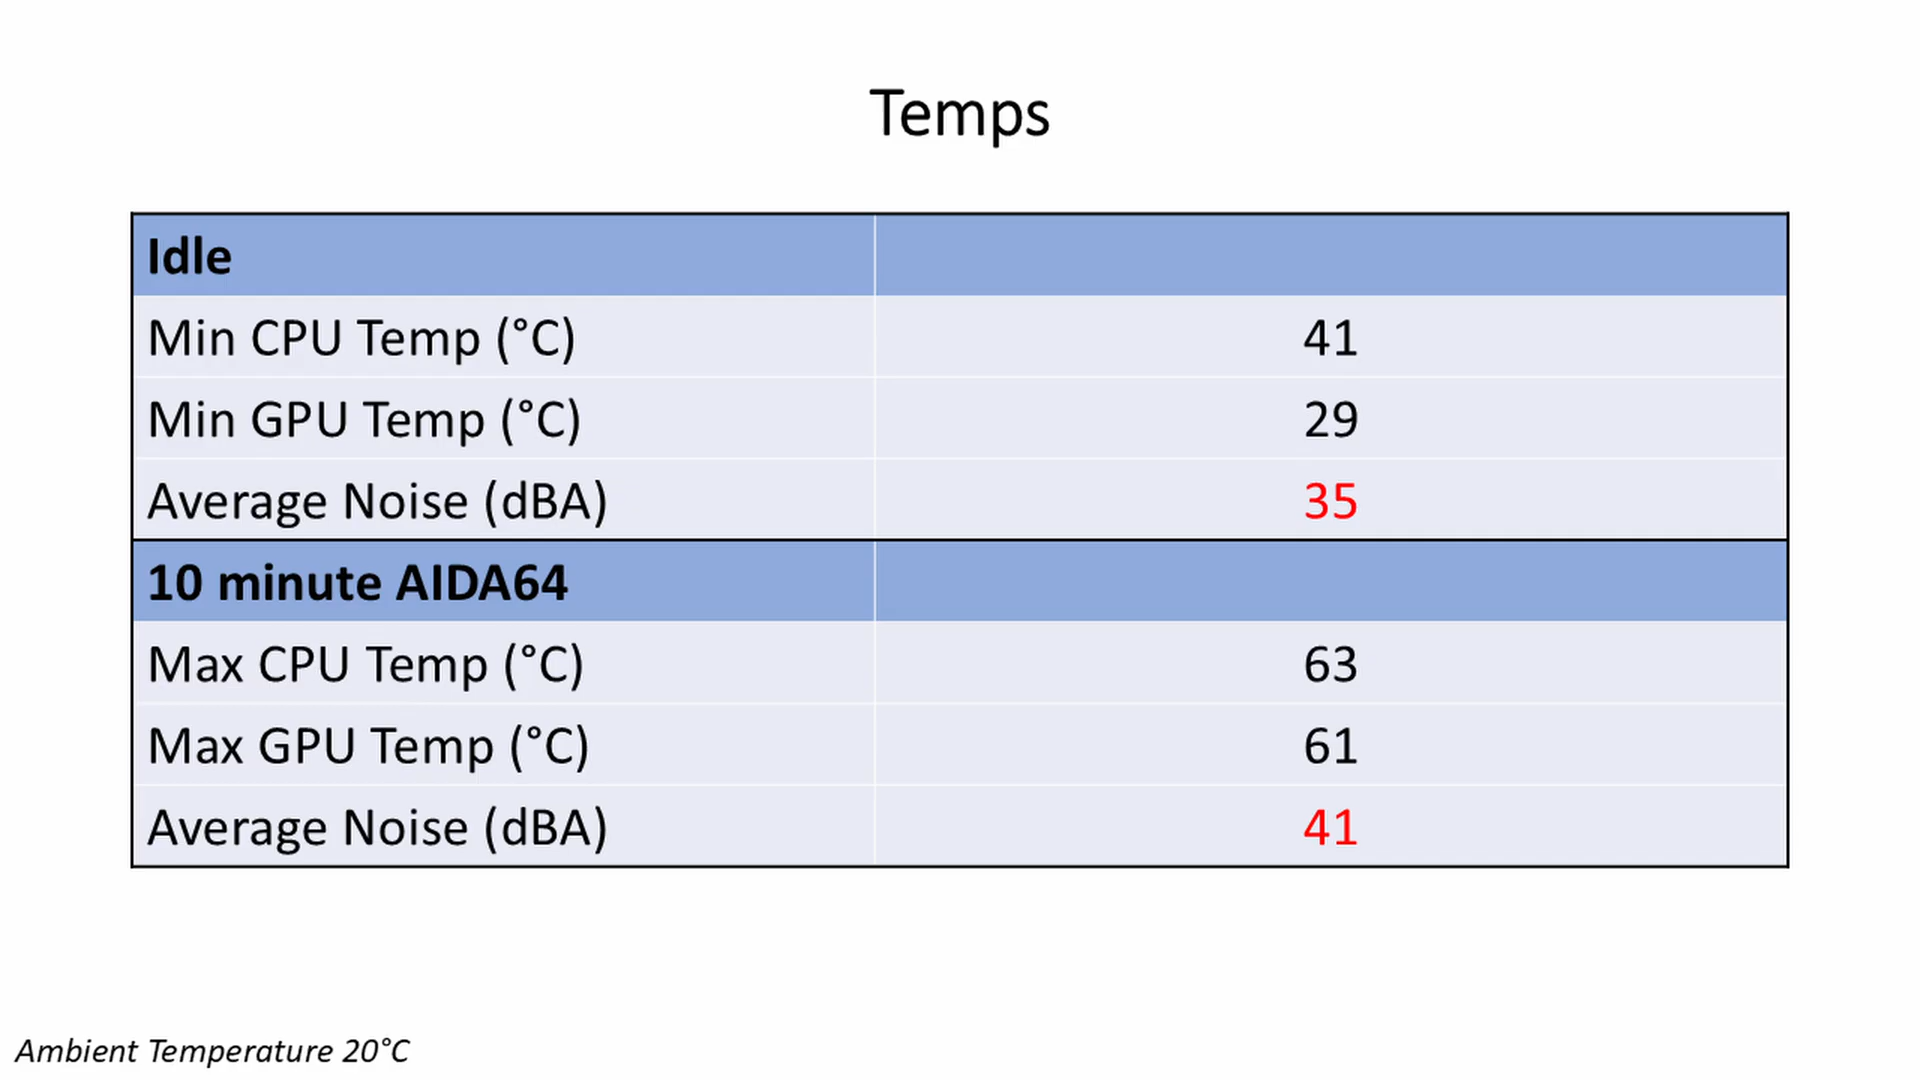 Temps
Idle
Min CPU Temp (°C) 41
Min GPU Temp (°C) 29
Average Noise (dBA) 35
10 minute AIDA64
Max CPU Temp (°C) 63
Max GPU Temp (°C) 61
Average Noise (dBA) 41
Ambient Temperature 20°C